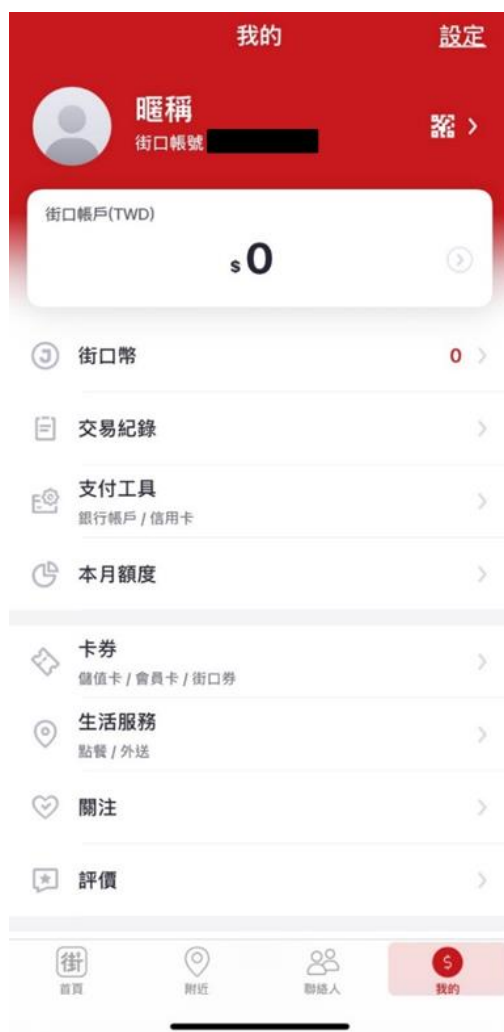 我的
設定
暱稱
街口帳號
街口帳戶(TWD)
$0
街口幣
0
交易紀錄
支付工具
銀行帳戶 / 信用卡
本月額度
卡券
儲值卡 / 會員卡 / 街口券
生活服務
點餐 / 外送
關注
評價
街
首頁
附近
聯絡人
我的